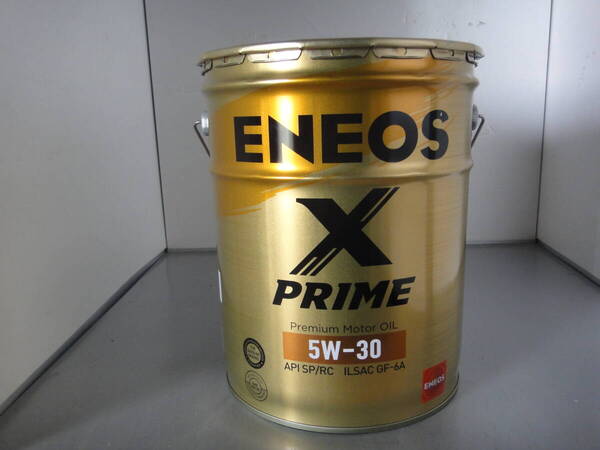 ENEOS
X
PRIME
Premium Motor OIL
5W-30
API SP/RC ILSAC GF-6A
ENEOS